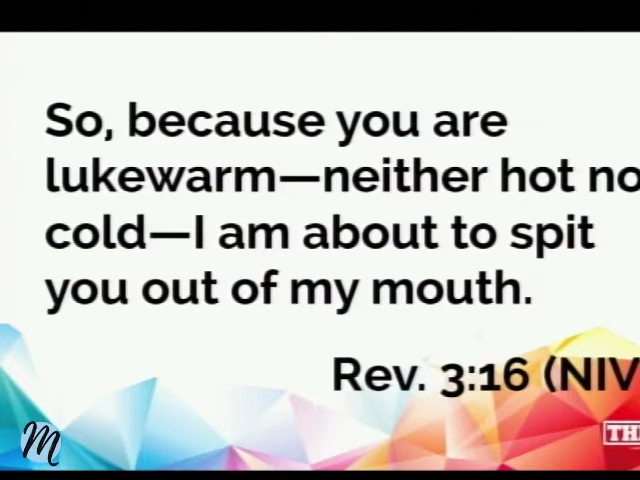 So, because you are
lukewarm—neither hot no
cold—I am about to spit
you out of my mouth.
Rev. 3:16 (NIV
M
TH